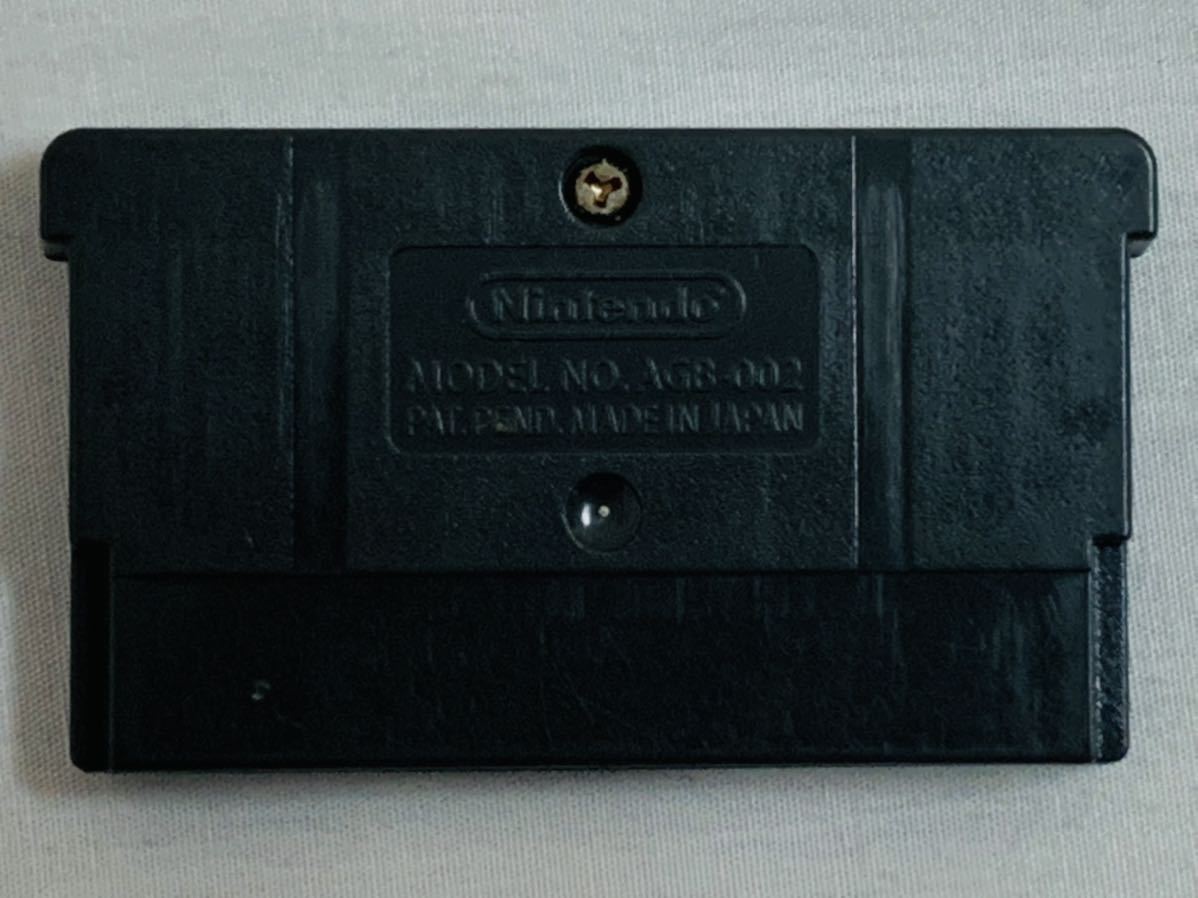 Nintendo
MODEL NO. AGB-002
PAT. PEND. MADE IN JAPAN